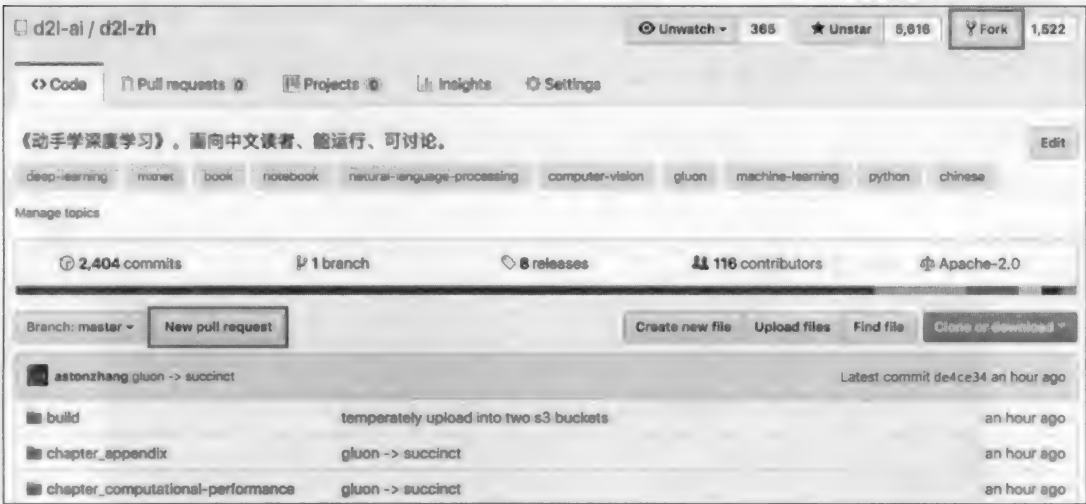 d2l-ai / d2l-zh Unwatch 365 Unstar 5,616 Fork 1,522
<> Code Pull requests 0 Projects 0 Insights Settings
《动手学深度学习》。面向中文读者、能运行、可讨论。 Edit
deep-learning mxnet book notebook natural-language-processing computer-vision gluon machine-learning python chinese
Manage topics
2,404 commits 1 branch 8 releases 116 contributors Apache-2.0
Branch: master New pull request Create new file Upload files Find file Clone or download
astonzhang gluon -> succinct Latest commit de4ce34 an hour ago
build temperately upload into two s3 buckets an hour ago
chapter_appendix gluon -> succinct an hour ago
chapter_computational-performance gluon -> succinct an hour ago